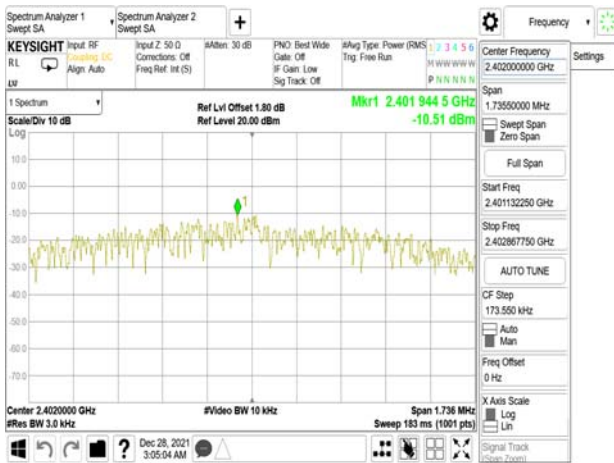 Spectrum Analyzer 1
Swept SA
Spectrum Analyzer 2
Swept SA
+
Frequency
KEYSIGHT
RL
Input: RF
Coupling: DC
Align: Auto
Input Z: 50 Ω
Corrections: Off
Freq Ref: Int (S)
#Atten: 30 dB
PNO: Best Wide
Gate: Off
IF Gain: Low
Sig Track: Off
#Avg Type: Power (RMS
Trig: Free Run
1 2 3 4 5 6
M W W W W W
P N N N N N
1 Spectrum
Scale/Div 10 dB
Log
Ref Lvl Offset 1.80 dB
Ref Level 20.00 dBm
Mkr1 2.401 944 5 GHz
-10.51 dBm
10.0
0.00
-10.0
-20.0
-30.0
-40.0
-50.0
-60.0
-70.0
1
Center 2.4020000 GHz
#Res BW 3.0 kHz
#Video BW 10 kHz
Span 1.736 MHz
Sweep 183 ms (1001 pts)
Dec 28, 2021
3:05:04 AM
?
Center Frequency
2.402000000 GHz
Settings
Span
1.73550000 MHz
Swept Span
Zero Span
Full Span
Start Freq
2.401132250 GHz
Stop Freq
2.402867750 GHz
AUTO TUNE
CF Step
173.550 kHz
Auto
Man
Freq Offset
0 Hz
X Axis Scale
Log
Lin
Signal Track
(Span Zoom)